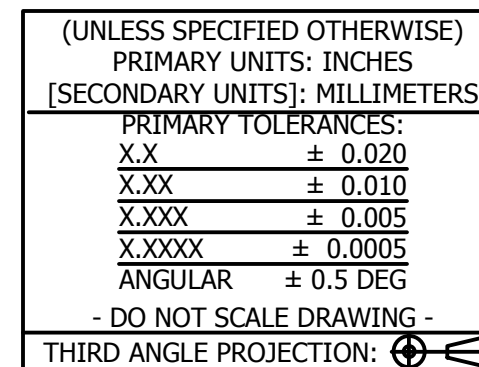 (UNLESS SPECIFIED OTHERWISE)
PRIMARY UNITS: INCHES
[SECONDARY UNITS]: MILLIMETERS
PRIMARY TOLERANCES:
X.X ± 0.020
X.XX ± 0.010
X.XXX ± 0.005
X.XXXX ± 0.0005
ANGULAR ± 0.5 DEG
- DO NOT SCALE DRAWING -
THIRD ANGLE PROJECTION: